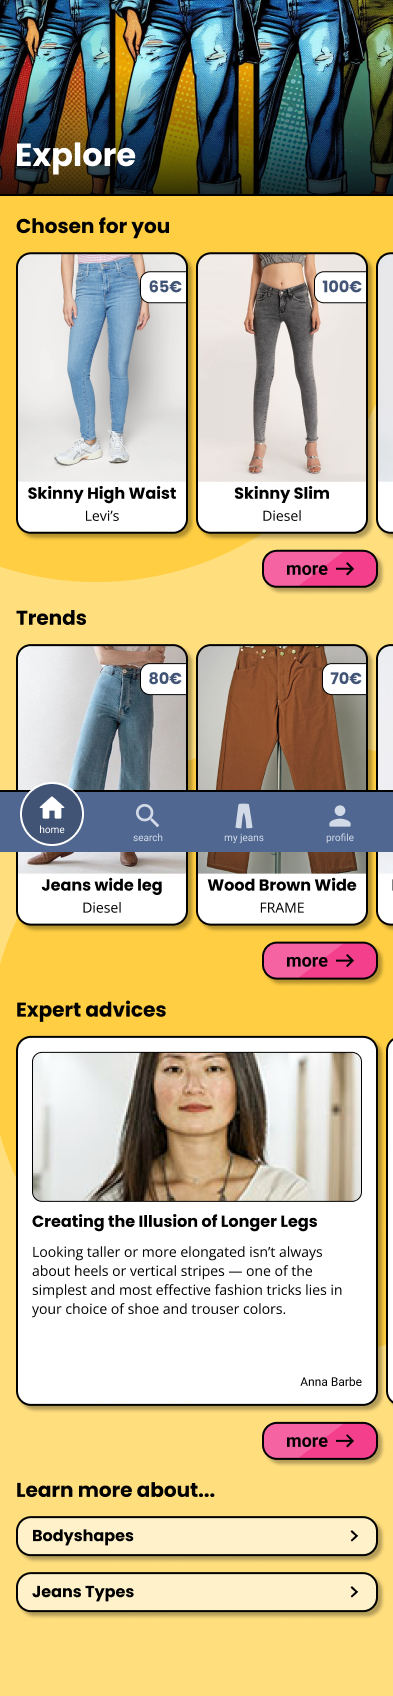 Explore
Chosen for you
65€
100€
Skinny High Waist
Levi's
Skinny Slim
Diesel
more
Trends
80€
70€
home
search
my jeans
profile
Jeans wide leg
Diesel
Wood Brown Wide
FRAME
more
Expert advices
Creating the Illusion of Longer Legs
Looking taller or more elongated isn't always
about heels or vertical stripes — one of the
simplest and most effective fashion tricks lies in
your choice of shoe and trouser colors.
Anna Barbe
more
Learn more about...
Bodyshapes
Jeans Types